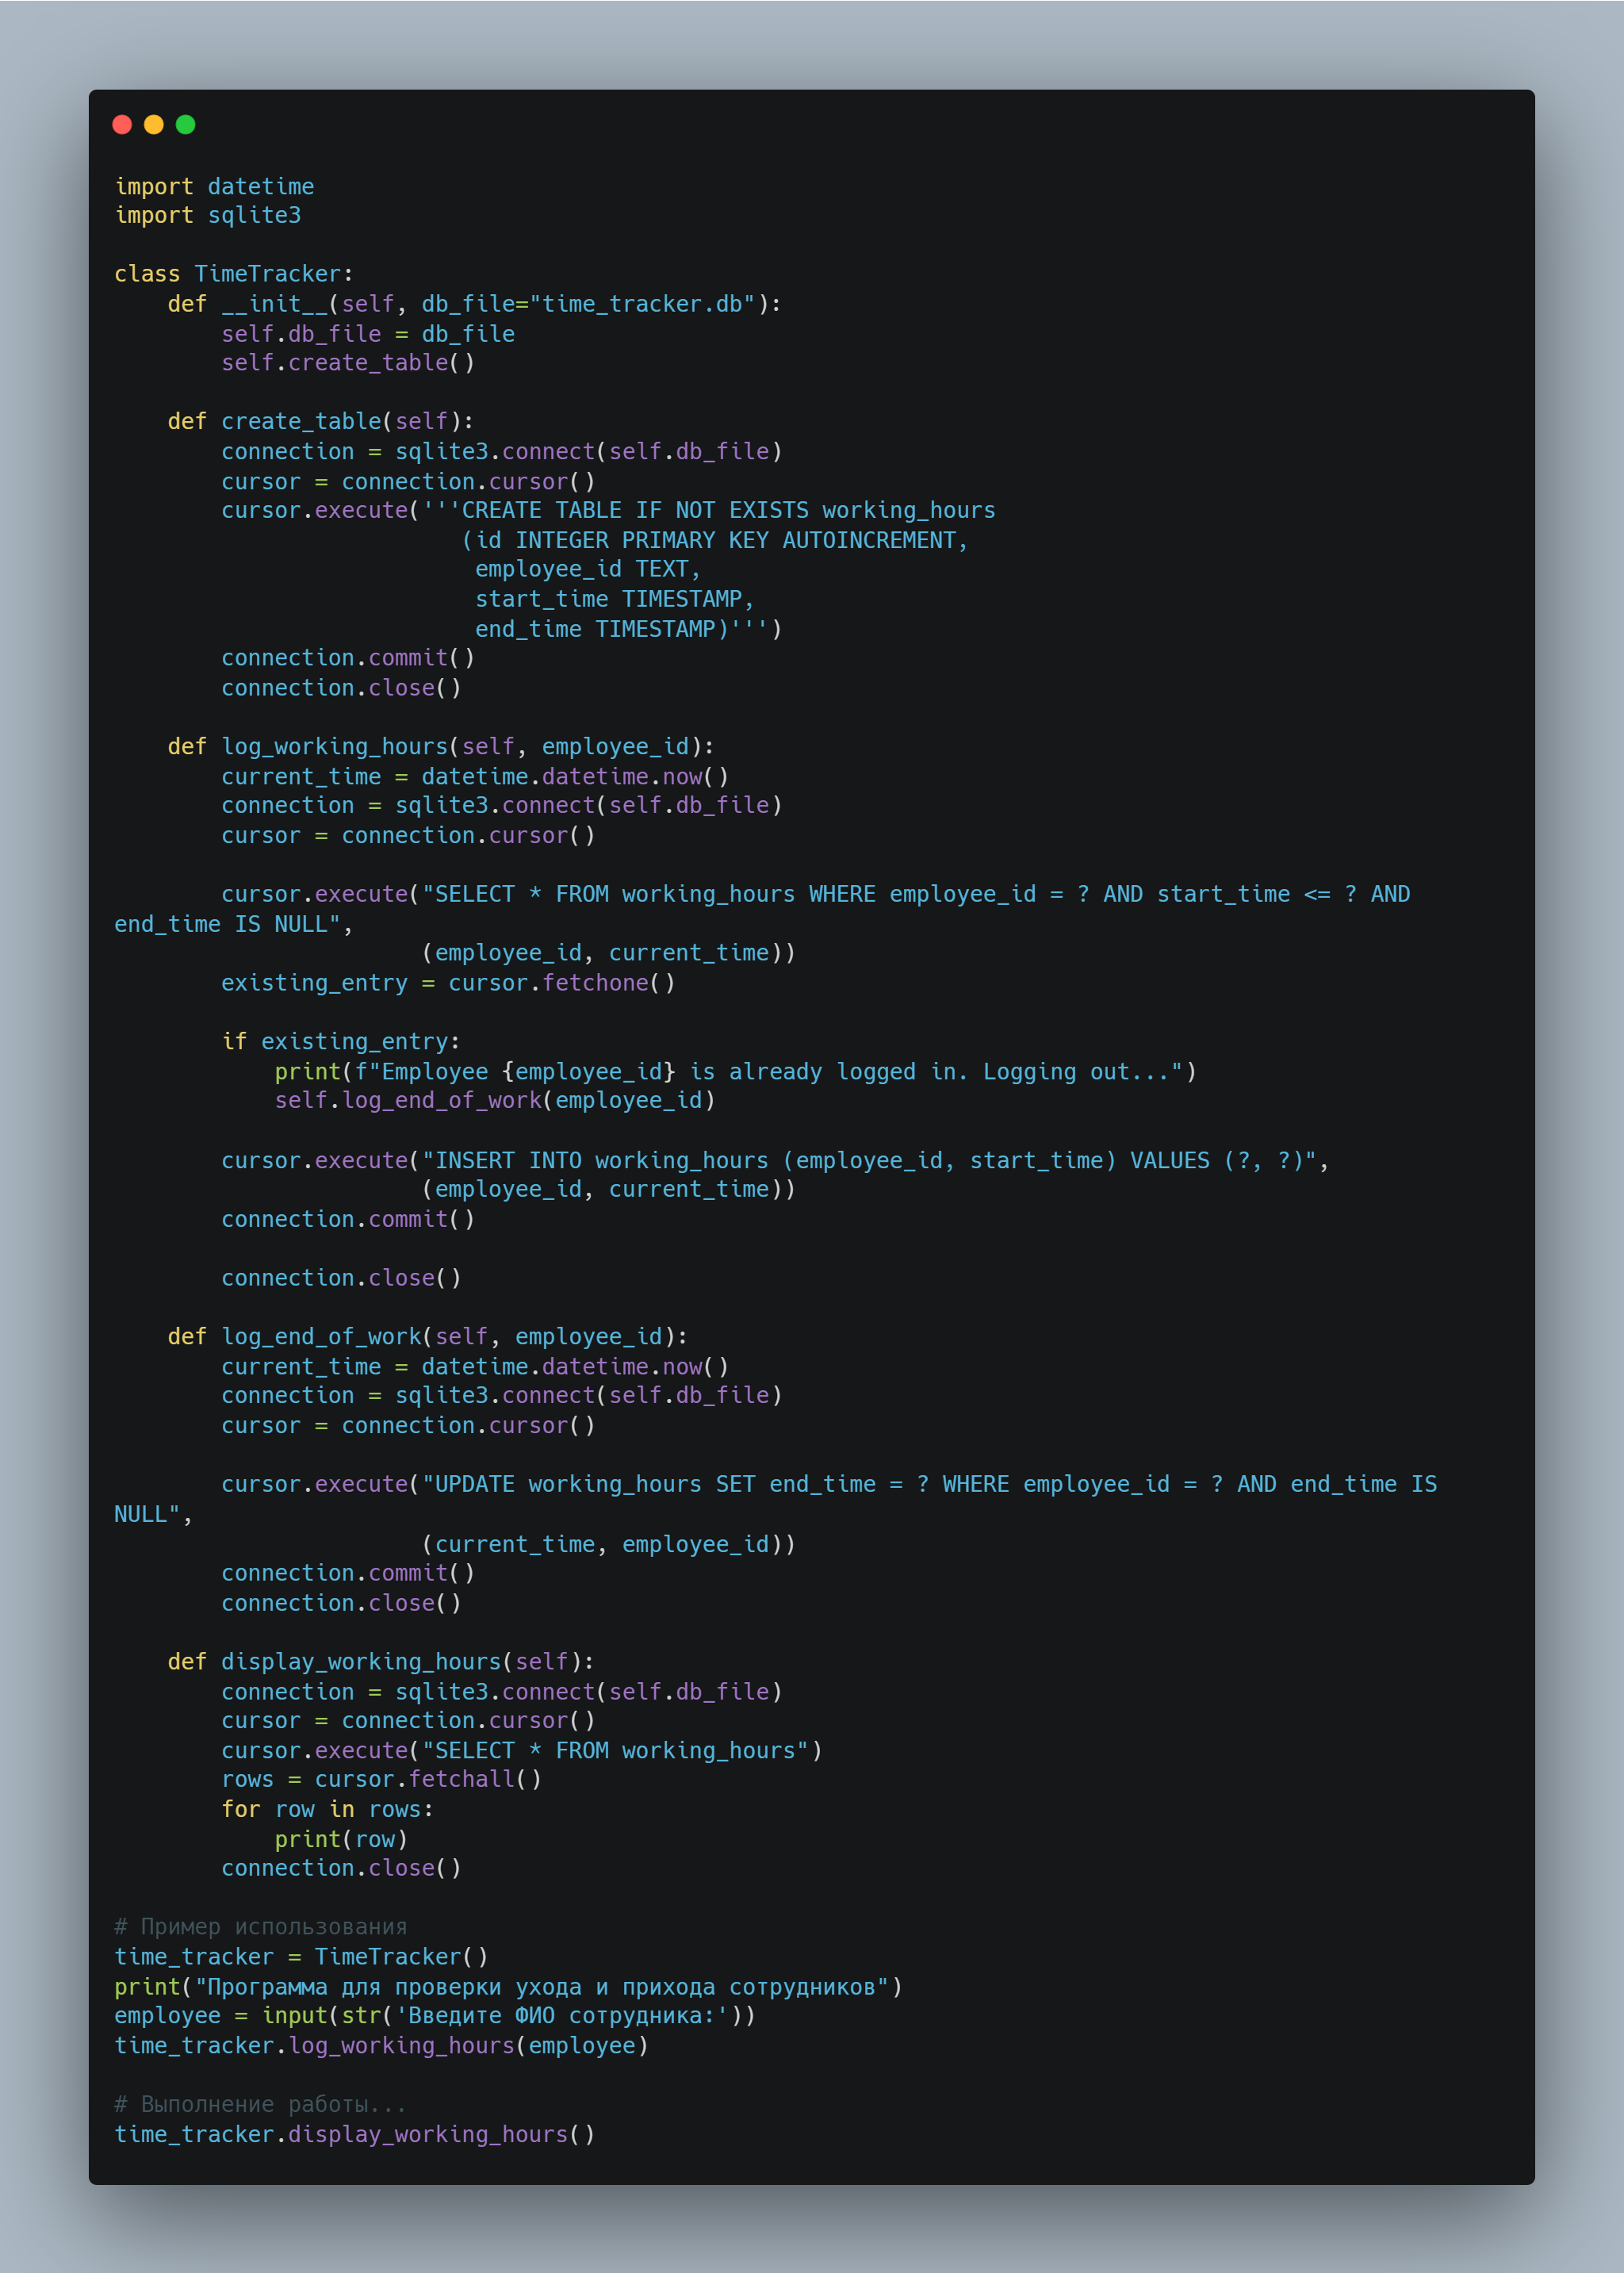 import datetime
import sqlite3

class TimeTracker:
    def __init__(self, db_file="time_tracker.db"):
        self.db_file = db_file
        self.create_table()

    def create_table(self):
        connection = sqlite3.connect(self.db_file)
        cursor = connection.cursor()
        cursor.execute('''CREATE TABLE IF NOT EXISTS working_hours
                          (id INTEGER PRIMARY KEY AUTOINCREMENT,
                           employee_id TEXT,
                           start_time TIMESTAMP,
                           end_time TIMESTAMP)''')
        connection.commit()
        connection.close()

    def log_working_hours(self, employee_id):
        current_time = datetime.datetime.now()
        connection = sqlite3.connect(self.db_file)
        cursor = connection.cursor()

        cursor.execute("SELECT * FROM working_hours WHERE employee_id = ? AND start_time <= ? AND
end_time IS NULL",
                       (employee_id, current_time))
        existing_entry = cursor.fetchone()

        if existing_entry:
            print(f"Employee {employee_id} is already logged in. Logging out...")
            self.log_end_of_work(employee_id)

        cursor.execute("INSERT INTO working_hours (employee_id, start_time) VALUES (?, ?)",
                       (employee_id, current_time))
        connection.commit()

        connection.close()

    def log_end_of_work(self, employee_id):
        current_time = datetime.datetime.now()
        connection = sqlite3.connect(self.db_file)
        cursor = connection.cursor()

        cursor.execute("UPDATE working_hours SET end_time = ? WHERE employee_id = ? AND end_time IS
NULL",
                       (current_time, employee_id))
        connection.commit()
        connection.close()

    def display_working_hours(self):
        connection = sqlite3.connect(self.db_file)
        cursor = connection.cursor()
        cursor.execute("SELECT * FROM working_hours")
        rows = cursor.fetchall()
        for row in rows:
            print(row)
        connection.close()

# Пример использования
time_tracker = TimeTracker()
print("Программа для проверки ухода и прихода сотрудников")
employee = input(str('Введите ФИО сотрудника:'))
time_tracker.log_working_hours(employee)

# Выполнение работы...
time_tracker.display_working_hours()